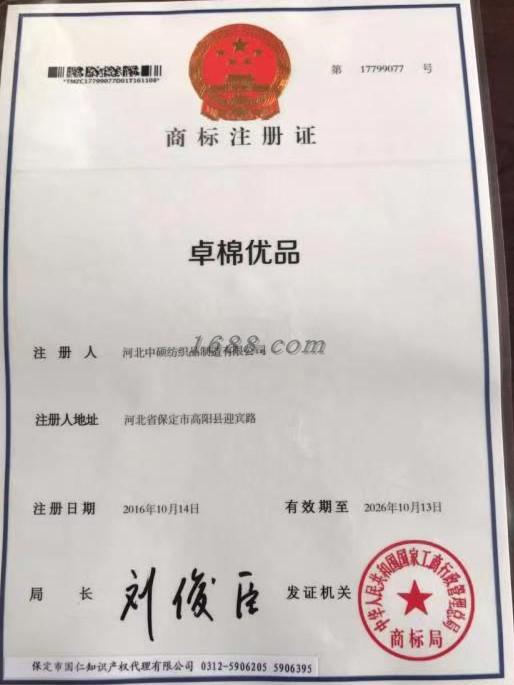 第 17799077 号
*TMZC17799077D01T161108*
商标注册证
卓棉优品
注册人 河北中硕纺织品制造有限公司
1688.com
注册人地址 河北省保定市高阳县迎宾路
注册日期 2016年10月14日 有效期至 2026年10月13日
局长 刘俊臣 发证机关
中华人民共和国国家工商行政管理总局
商标局
保定市国仁知识产权代理有限公司 0312-5906205 5906395